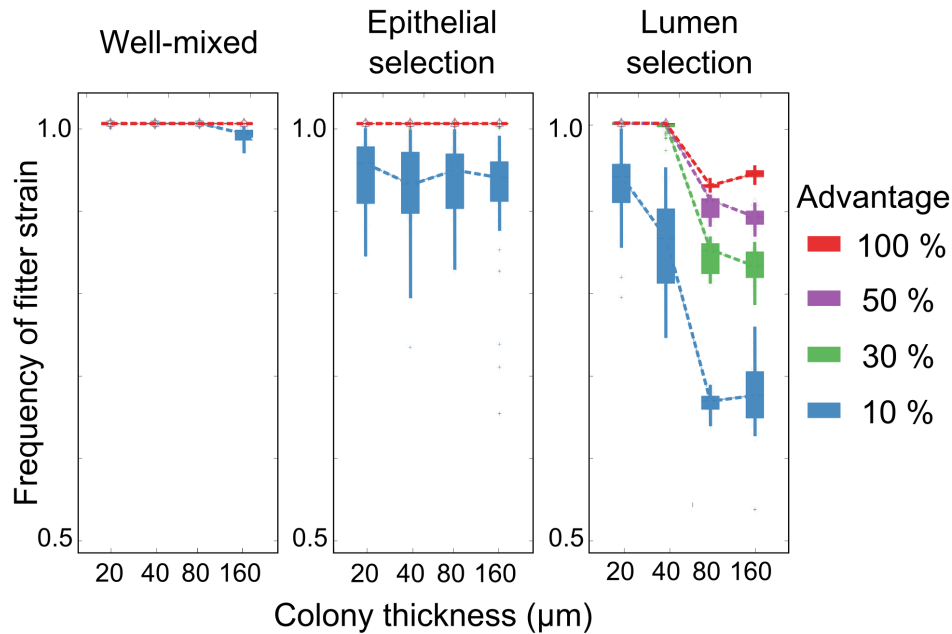 Well-mixed
Epithelial
selection
Lumen
selection
Frequency of fitter strain
1.0
0.5
20 40 80 160
1.0
0.5
20 40 80 160
1.0
0.5
20 40 80 160
Colony thickness (µm)
Advantage
100 %
50 %
30 %
10 %